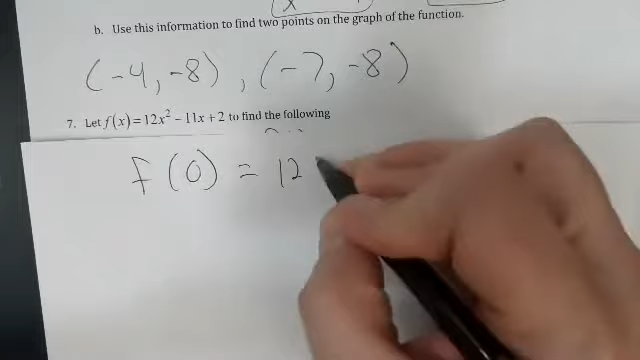 x
b. Use this information to find two points on the graph of the function.
(-4, -8), (-7, -8)
7. Let f(x)=12x² − 11x + 2 to find the following
f(0) = 12